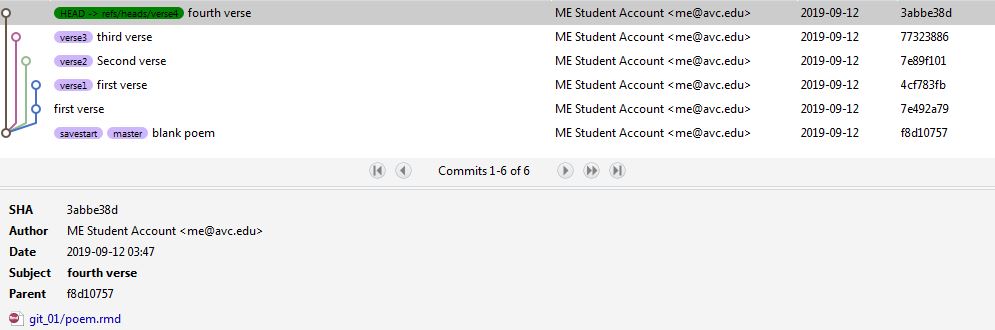 HEAD -> refs/heads/verse4 fourth verse ME Student Account <me@avc.edu> 2019-09-12 3abbe38d
verse3 third verse ME Student Account <me@avc.edu> 2019-09-12 77323886
verse2 Second verse ME Student Account <me@avc.edu> 2019-09-12 7e89f101
verse1 first verse ME Student Account <me@avc.edu> 2019-09-12 4cf783fb
first verse ME Student Account <me@avc.edu> 2019-09-12 7e492a79
savestart master blank poem ME Student Account <me@avc.edu> 2019-09-12 f8d10757
Commits 1-6 of 6
SHA 3abbe38d
Author ME Student Account <me@avc.edu>
Date 2019-09-12 03:47
Subject fourth verse
Parent f8d10757
git_01/poem.rmd